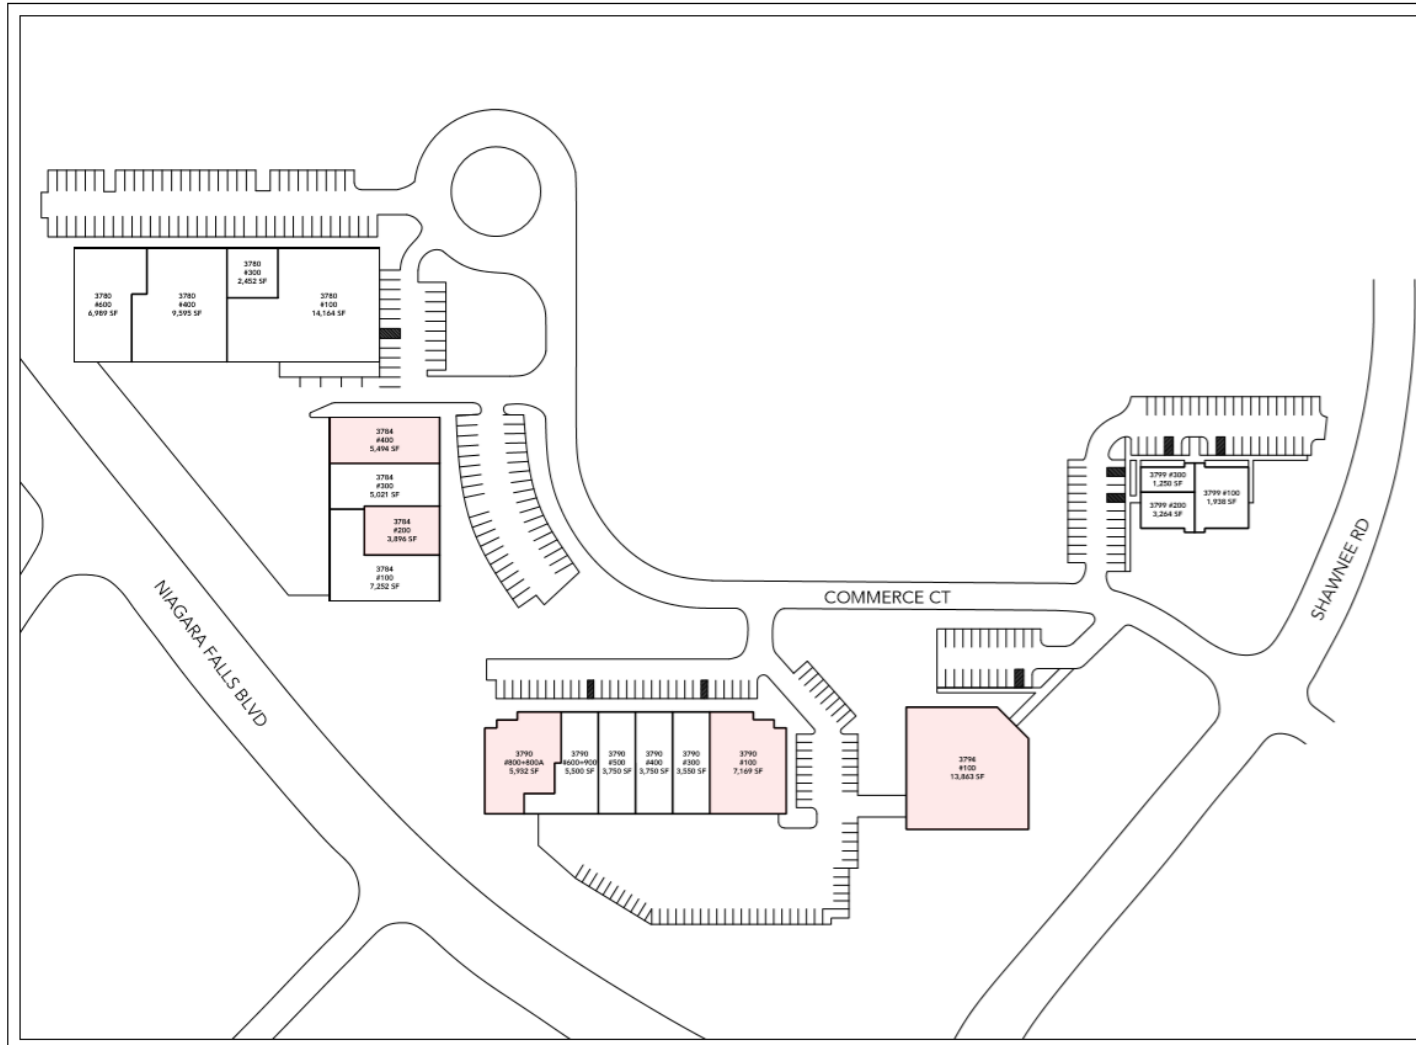 3780
#300
2,452 SF
3780
#600
6,989 SF
3780
#400
9,595 SF
3780
#100
14,164 SF
3784
#400
5,494 SF
3784
#300
5,021 SF
3784
#200
3,896 SF
3784
#100
7,252 SF
3799 #300
1,250 SF
3799 #200
3,264 SF
3799 #100
1,938 SF
SHAWNEE RD
COMMERCE CT
NIAGARA FALLS BLVD
3790
#800+800A
5,932 SF
3790
#600+900
5,500 SF
3790
#500
3,750 SF
3790
#400
3,750 SF
3790
#300
3,550 SF
3790
#100
7,169 SF
3794
#100
13,863 SF